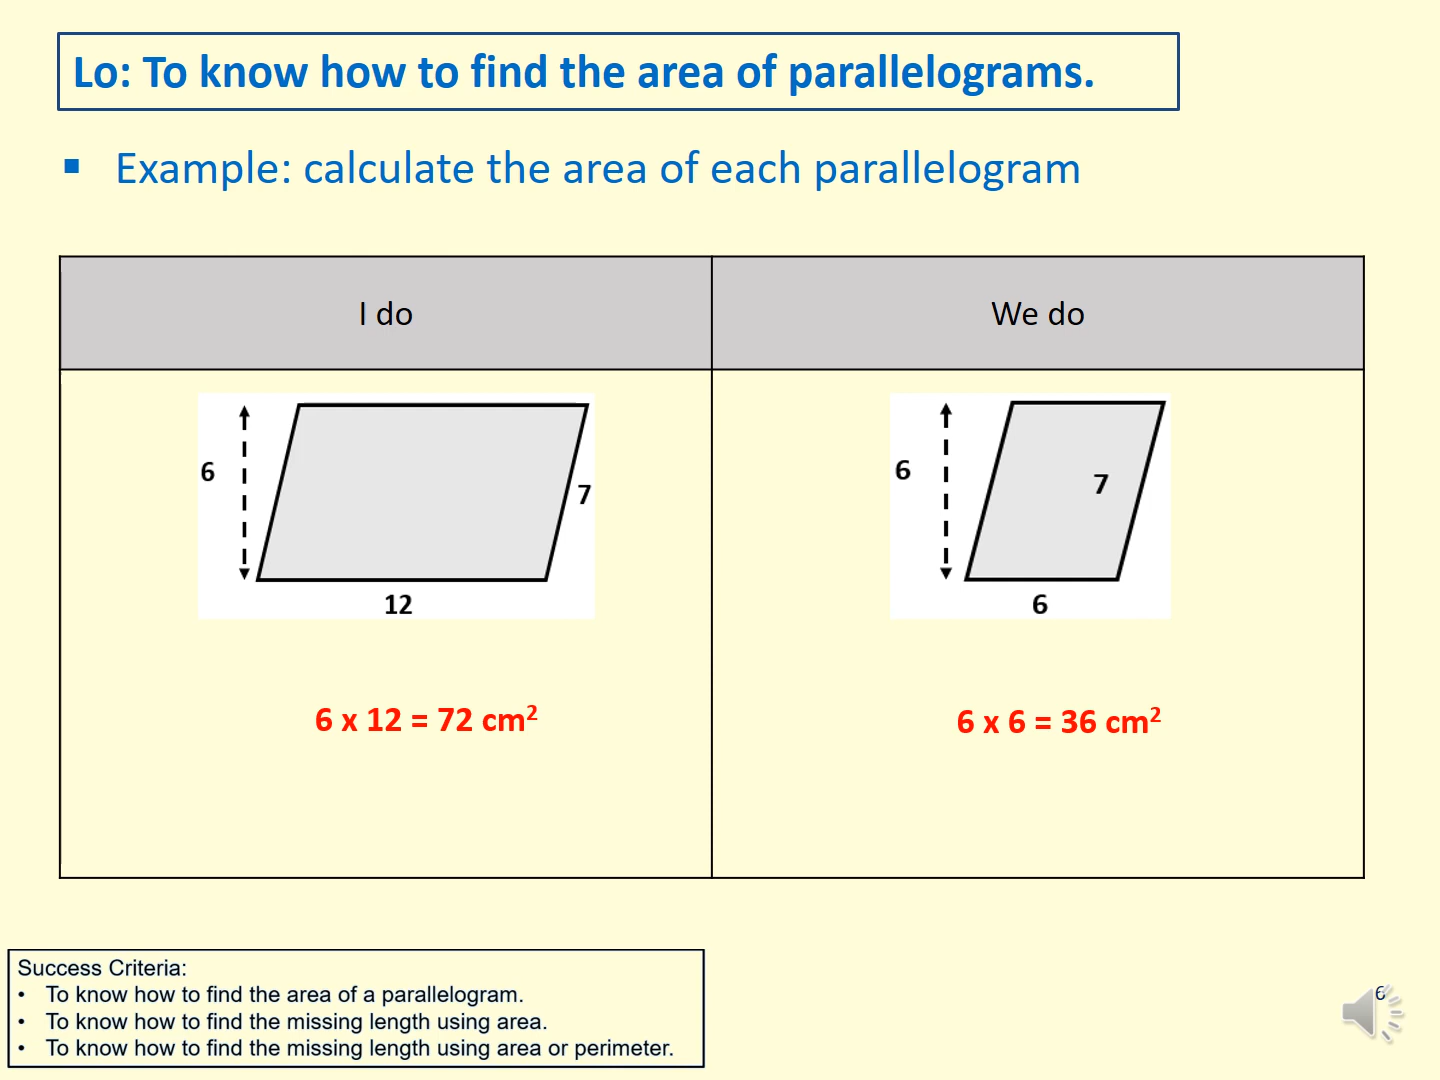 Lo: To know how to find the area of parallelograms.
▪ Example: calculate the area of each parallelogram
I do
We do
6
7
12
6
7
6
6 x 12 = 72 cm²
6 x 6 = 36 cm²
Success Criteria:
• To know how to find the area of a parallelogram.
• To know how to find the missing length using area.
• To know how to find the missing length using area or perimeter.
6